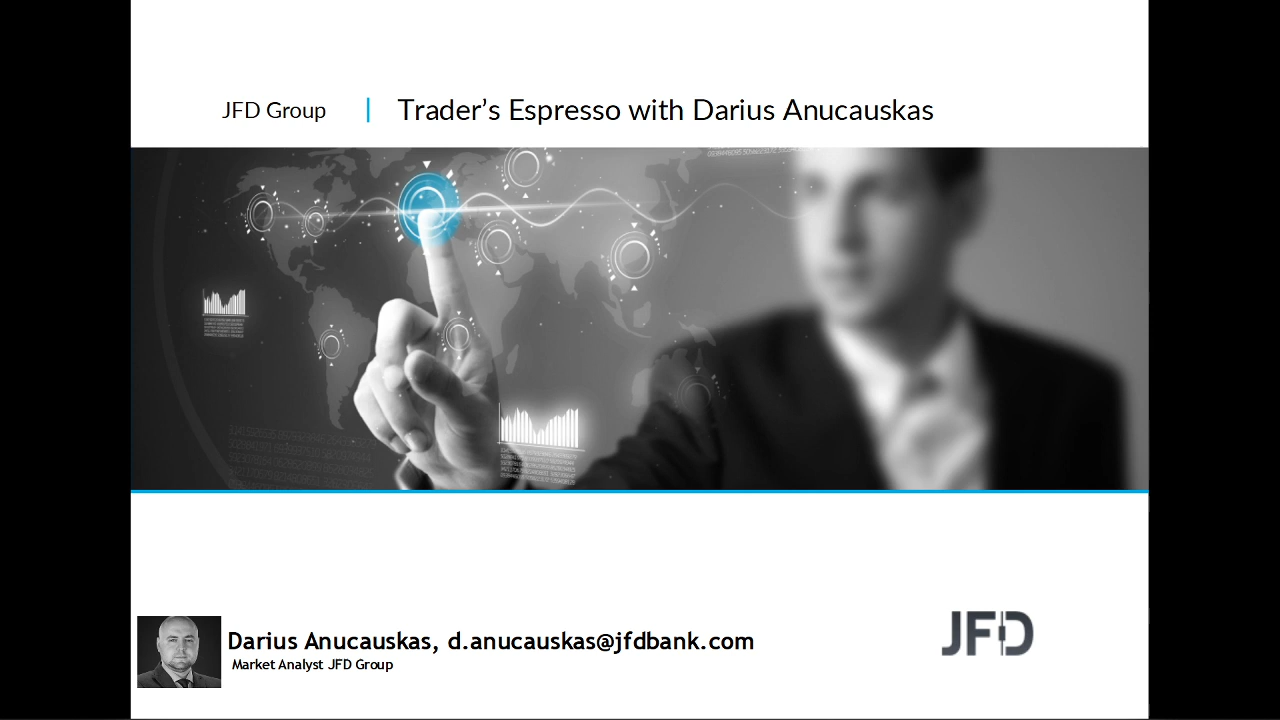 JFD Group | Trader’s Espresso with Darius Anucauskas
Darius Anucauskas, d.anucauskas@jfdbank.com
Market Analyst JFD Group
JFD